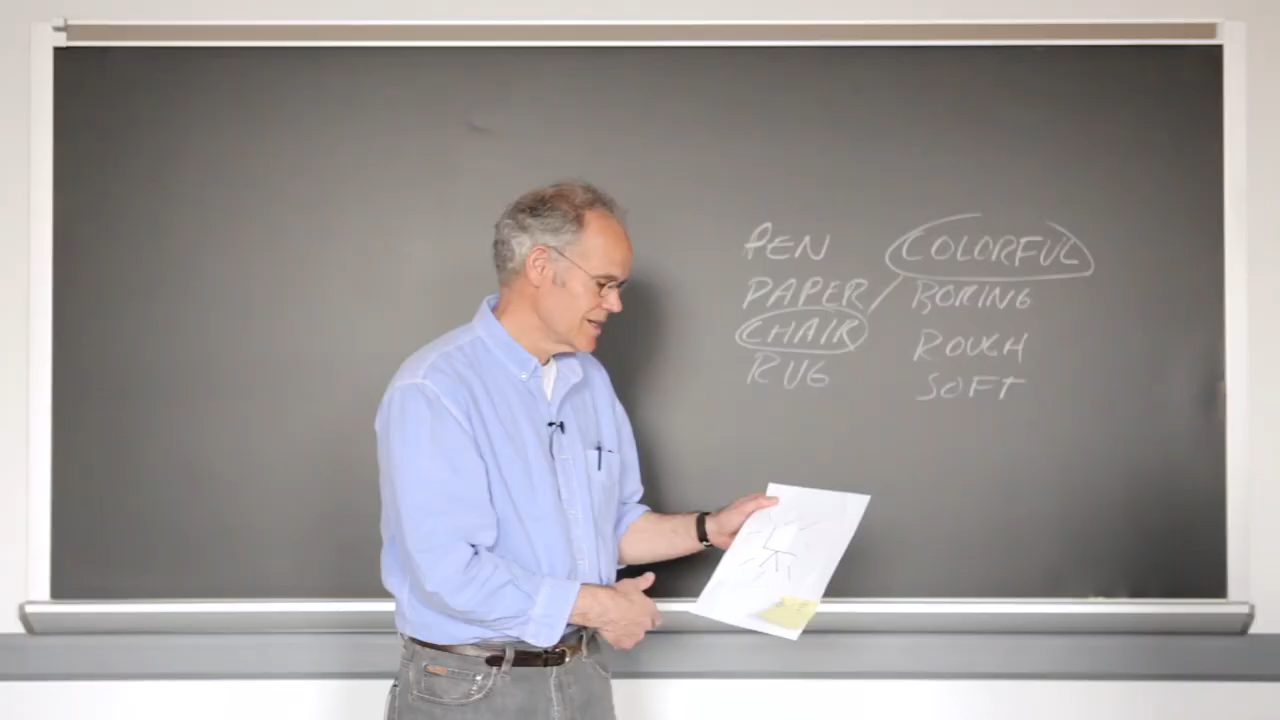 PEN
PAPER
CHAIR
RUG
COLORFUL
BORING
ROUGH
SOFT